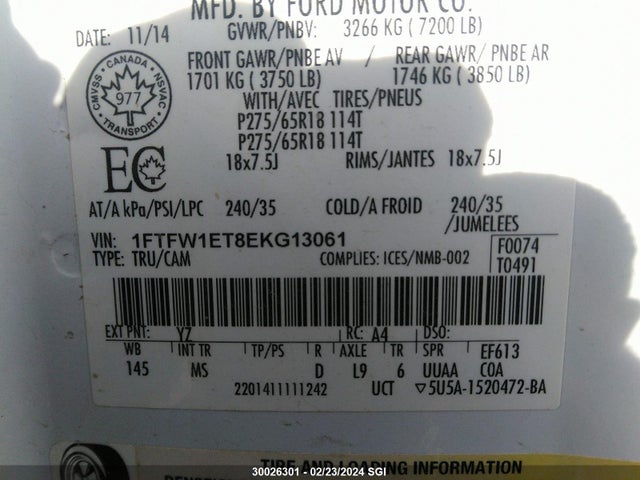 MFD. BY FORD MOTOR CO.
DATE: 11/14 GVWR/PNBV: 3266 KG ( 7200 LB)
FRONT GAWR/PNBE AV / REAR GAWR/ PNBE AR
1701 KG ( 3750 LB) 1746 KG ( 3850 LB)
WITH/AVEC TIRES/PNEUS
P275/65R18 114T
P275/65R18 114T
18x7.5J RIMS/JANTES 18x7.5J
CMVSS • CANADA • NSVAC
977
TRANSPORT
EC
AT/A kPa/PSI/LPC 240/35 COLD/A FROID 240/35
/JUMELEES
VIN: 1FTFW1ET8EKG13061 F0074
TYPE: TRU/CAM COMPLIES: ICES/NMB-002 T0491
EXT PNT: YZ RC: A4 DSO:
WB INT TR TP/PS R AXLE TR SPR EF613
145 MS D L9 6 UUAA COA
2201411111242 UCT ▽5U5A-1520472-BA
TIRE AND LOADING INFORMATION
30026301 - 02/23/2024 SGI